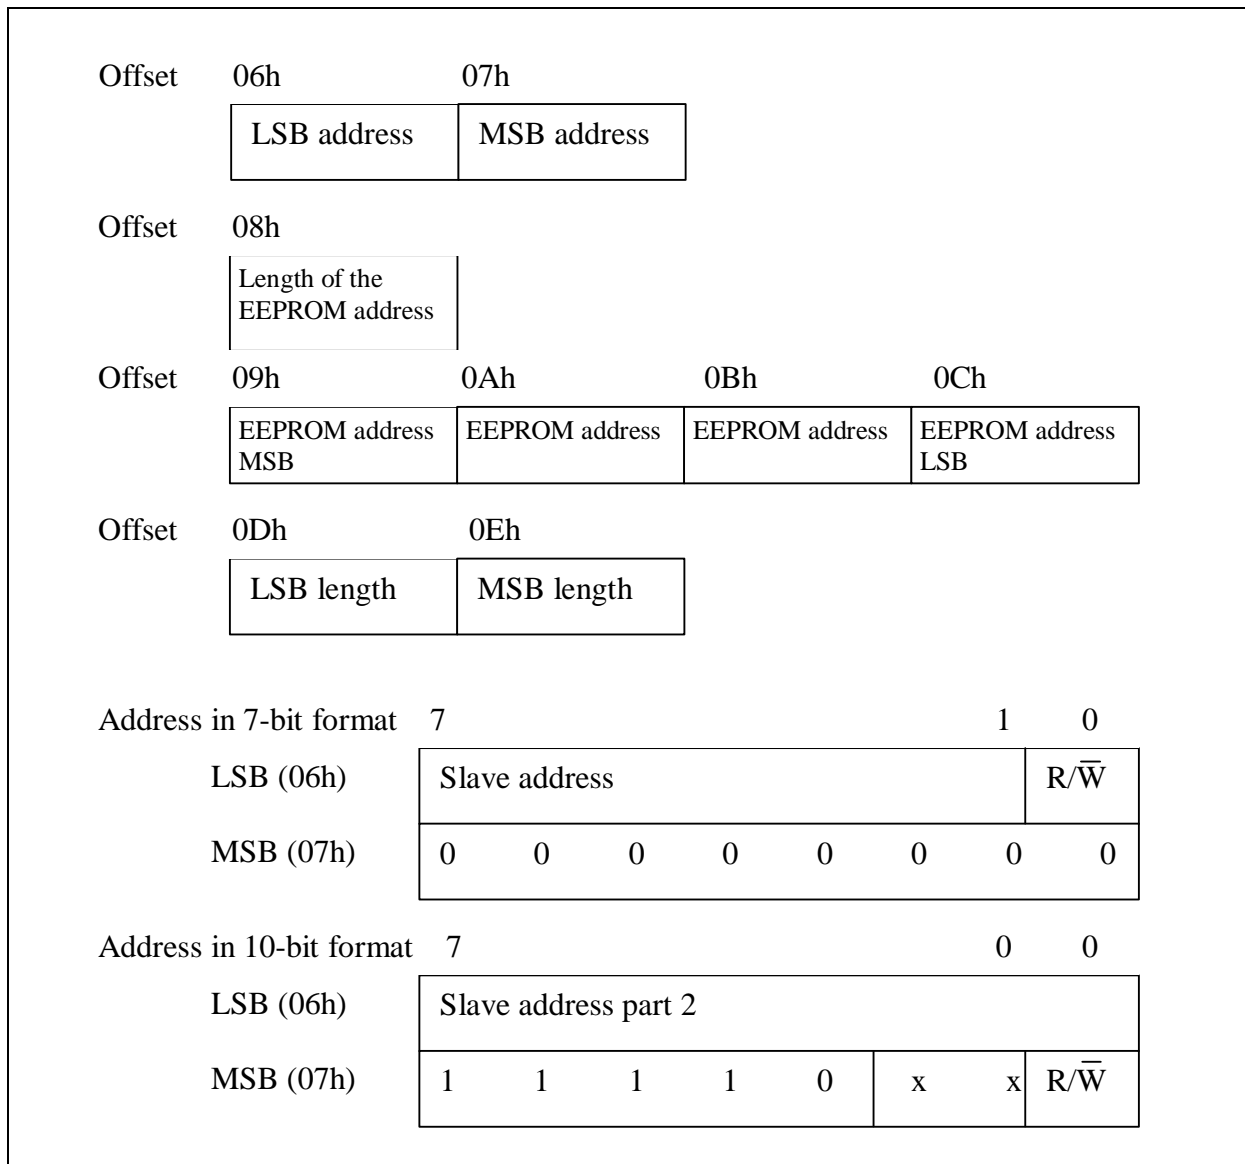 Offset 06h 07h
LSB address MSB address
Offset 08h
Length of the
EEPROM address
Offset 09h 0Ah 0Bh 0Ch
EEPROM address EEPROM address EEPROM address EEPROM address
MSB LSB
Offset 0Dh 0Eh
LSB length MSB length
Address in 7-bit format 7 1 0
LSB (06h) Slave address R/W̅
MSB (07h) 0 0 0 0 0 0 0 0
Address in 10-bit format 7 0 0
LSB (06h) Slave address part 2
MSB (07h) 1 1 1 1 0 x x R/W̅